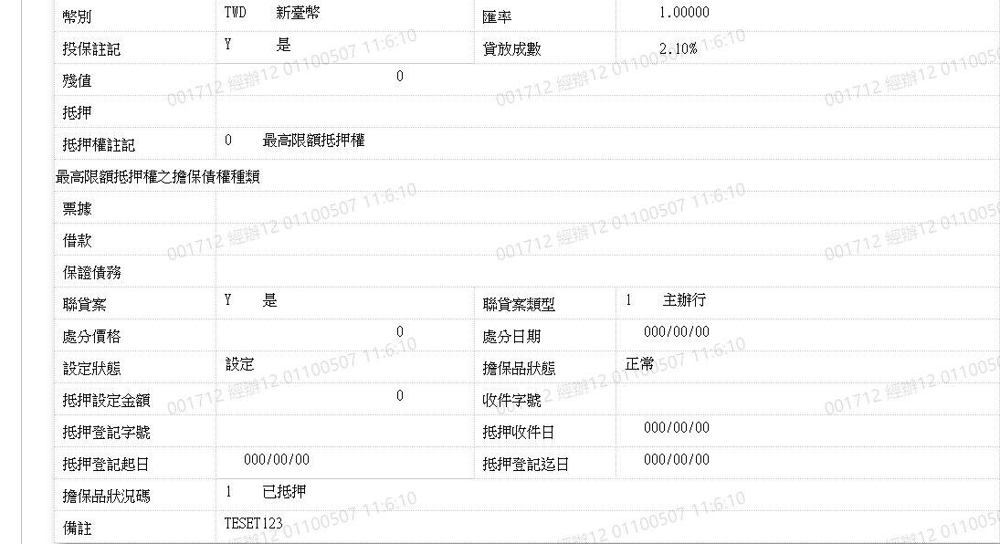 幣別 TWD 新臺幣 匯率 1.00000
投保註記 Y 是 貸放成數 2.10%
殘值 0
抵押
抵押權註記 0 最高限額抵押權
最高限額抵押權之擔保債權種類
票據
借款
保證債務
聯貸案 Y 是 聯貸案類型 1 主辦行
處分價格 0 處分日期 000/00/00
設定狀態 設定 擔保品狀態 正常
抵押設定金額 0 收件字號
抵押登記字號 抵押收件日 000/00/00
抵押登記起日 000/00/00 抵押登記迄日 000/00/00
擔保品狀況碼 1 已抵押
備註 TESET123
001712 經辦12 01100507 11:6:10